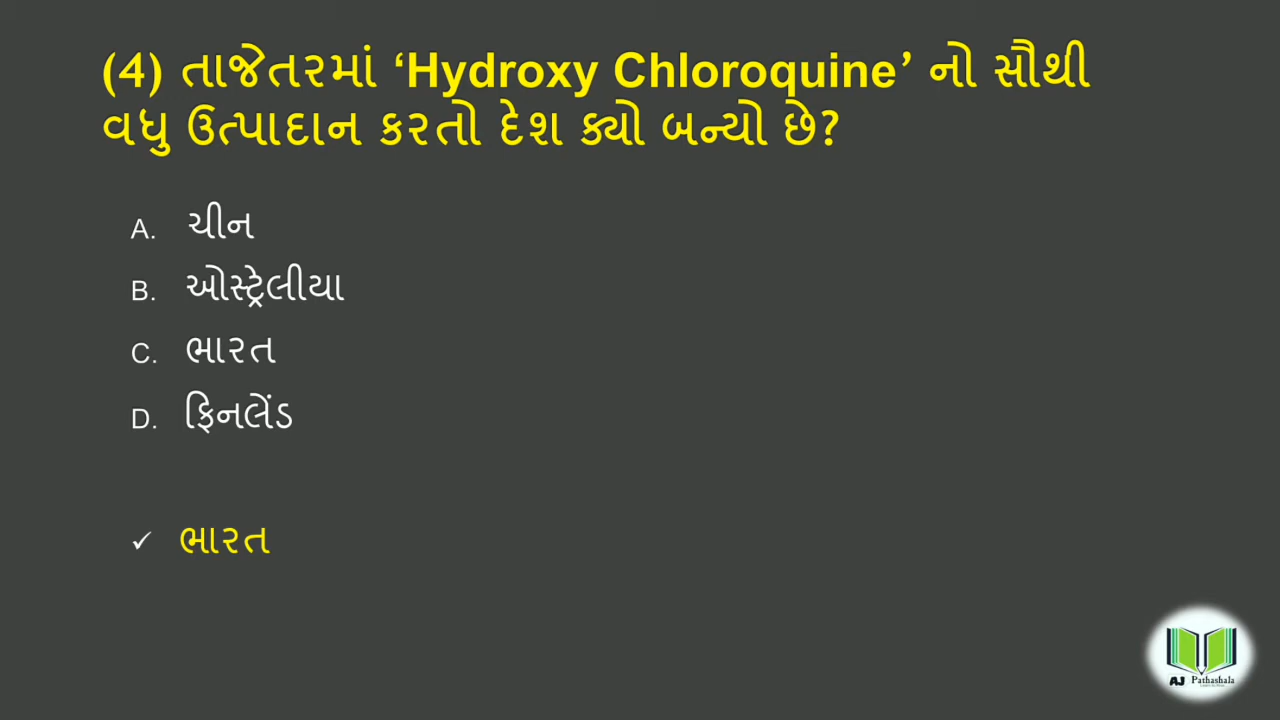 (4) તાજેતરમાં ‘Hydroxy Chloroquine’ નો સૌથી
વધુ ઉત્પાદાન કરતો દેશ ક્યો બન્યો છે?
A. ચીન
B. ઓસ્ટ્રેલીયા
C. ભારત
D. ફિનલેંડ
✓ ભારત
AJ Pathashala